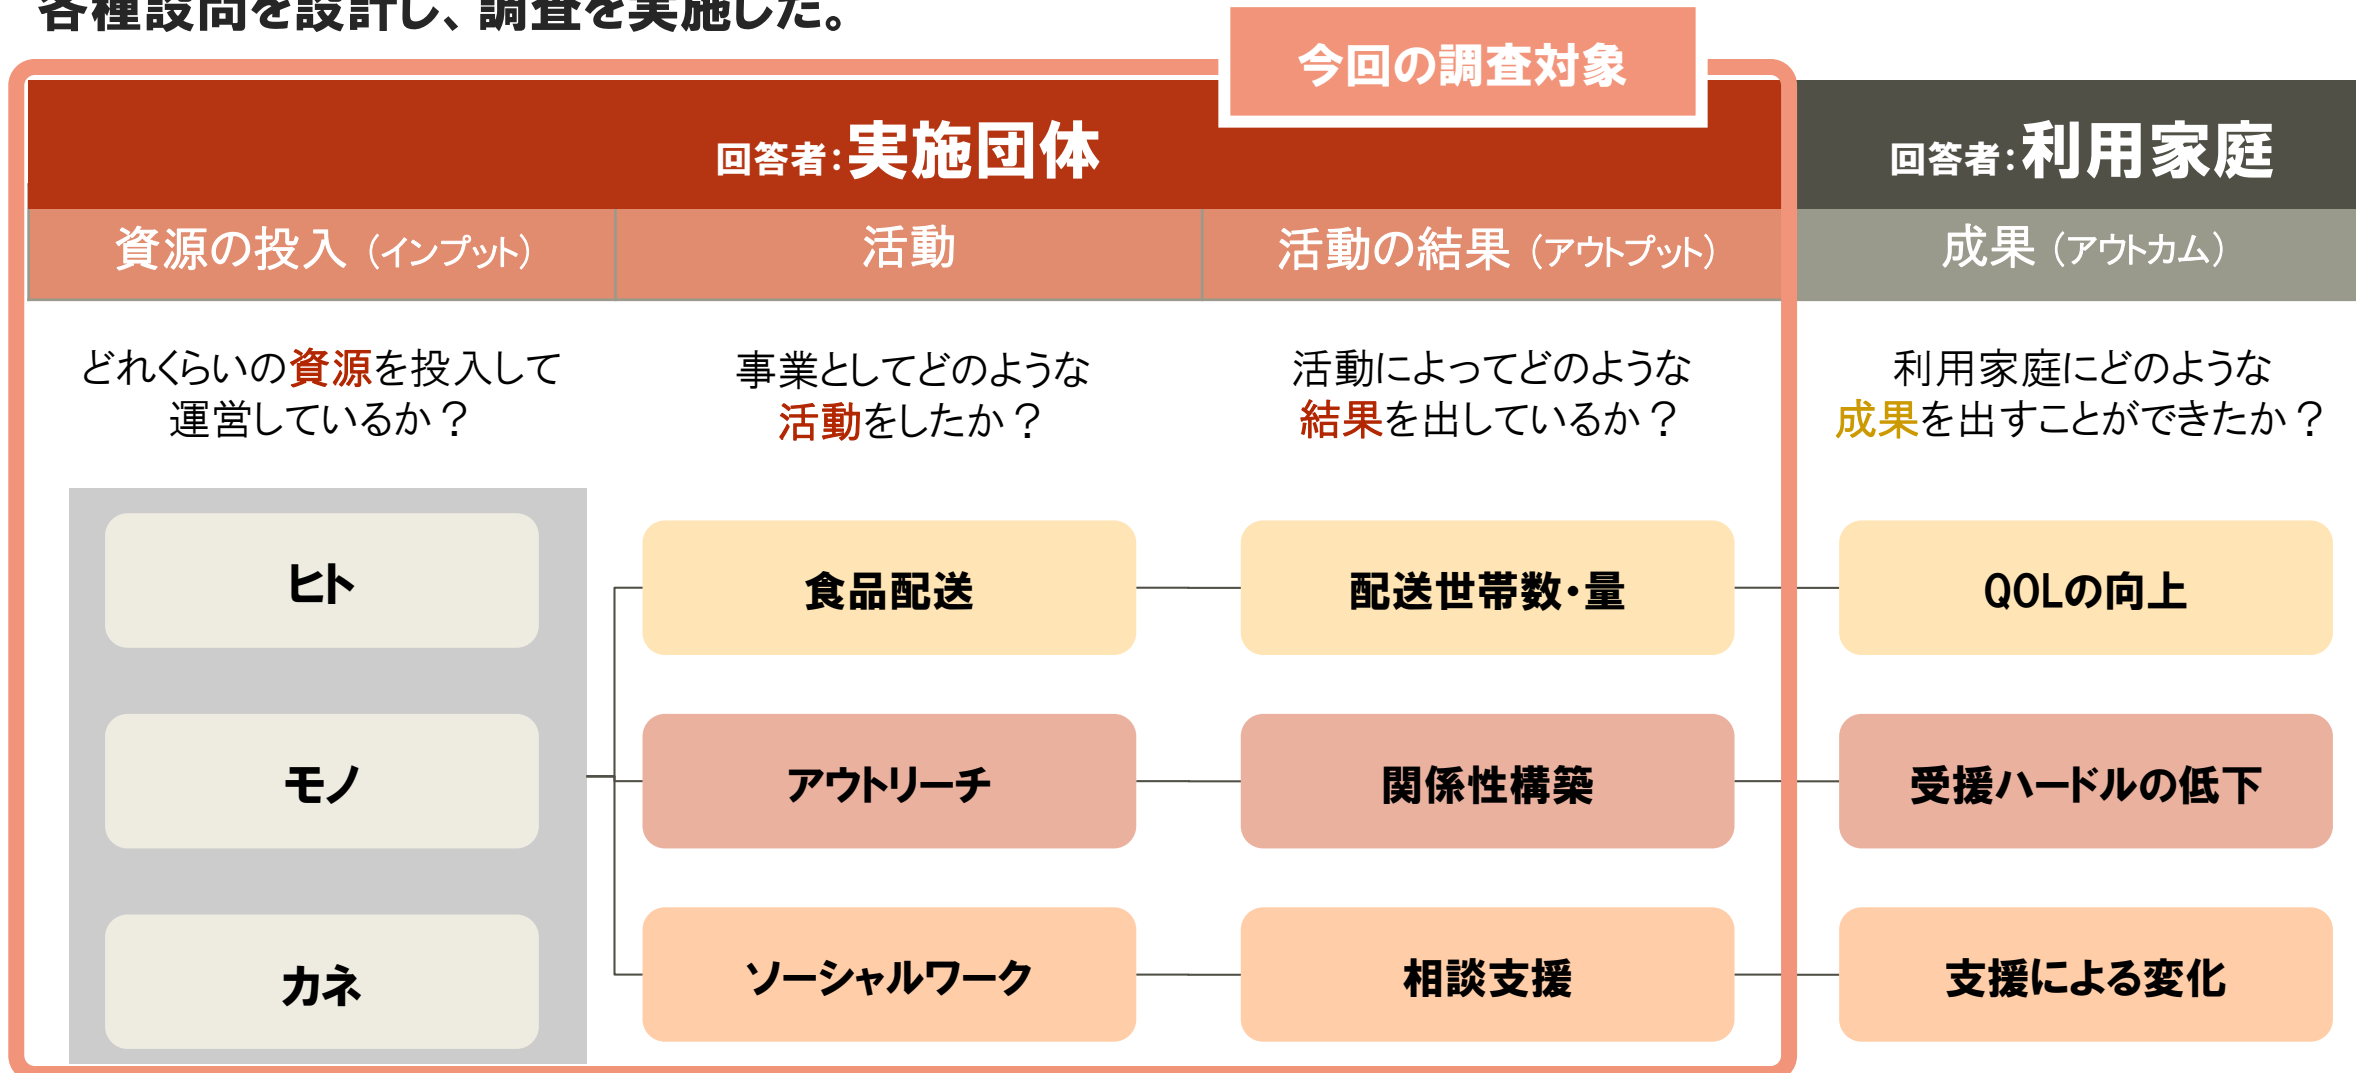 各種設問を設計し、調査を実施した。
今回の調査対象
回答者：実施団体
回答者：利用家庭
資源の投入（インプット）
活動
活動の結果（アウトプット）
成果（アウトカム）
どれくらいの資源を投入して
運営しているか？
事業としてどのような
活動をしたか？
活動によってどのような
結果を出しているか？
利用家庭にどのような
成果を出すことができたか？
ヒト
食品配送
配送世帯数・量
QOLの向上
モノ
アウトリーチ
関係性構築
受援ハードルの低下
カネ
ソーシャルワーク
相談支援
支援による変化